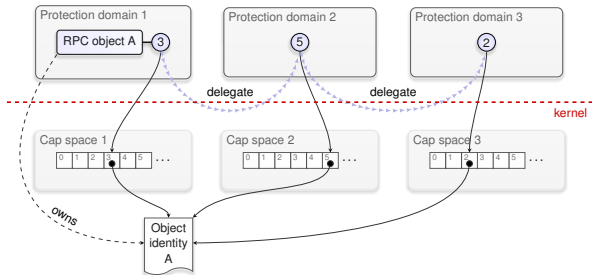 Protection domain 1
Protection domain 2
Protection domain 3
RPC object A
3
5
2
delegate
delegate
kernel
Cap space 1
Cap space 2
Cap space 3
0 1 2 3 4 5 ...
0 1 2 3 4 5 ...
0 1 2 3 4 5 ...
owns
Object
identity
A